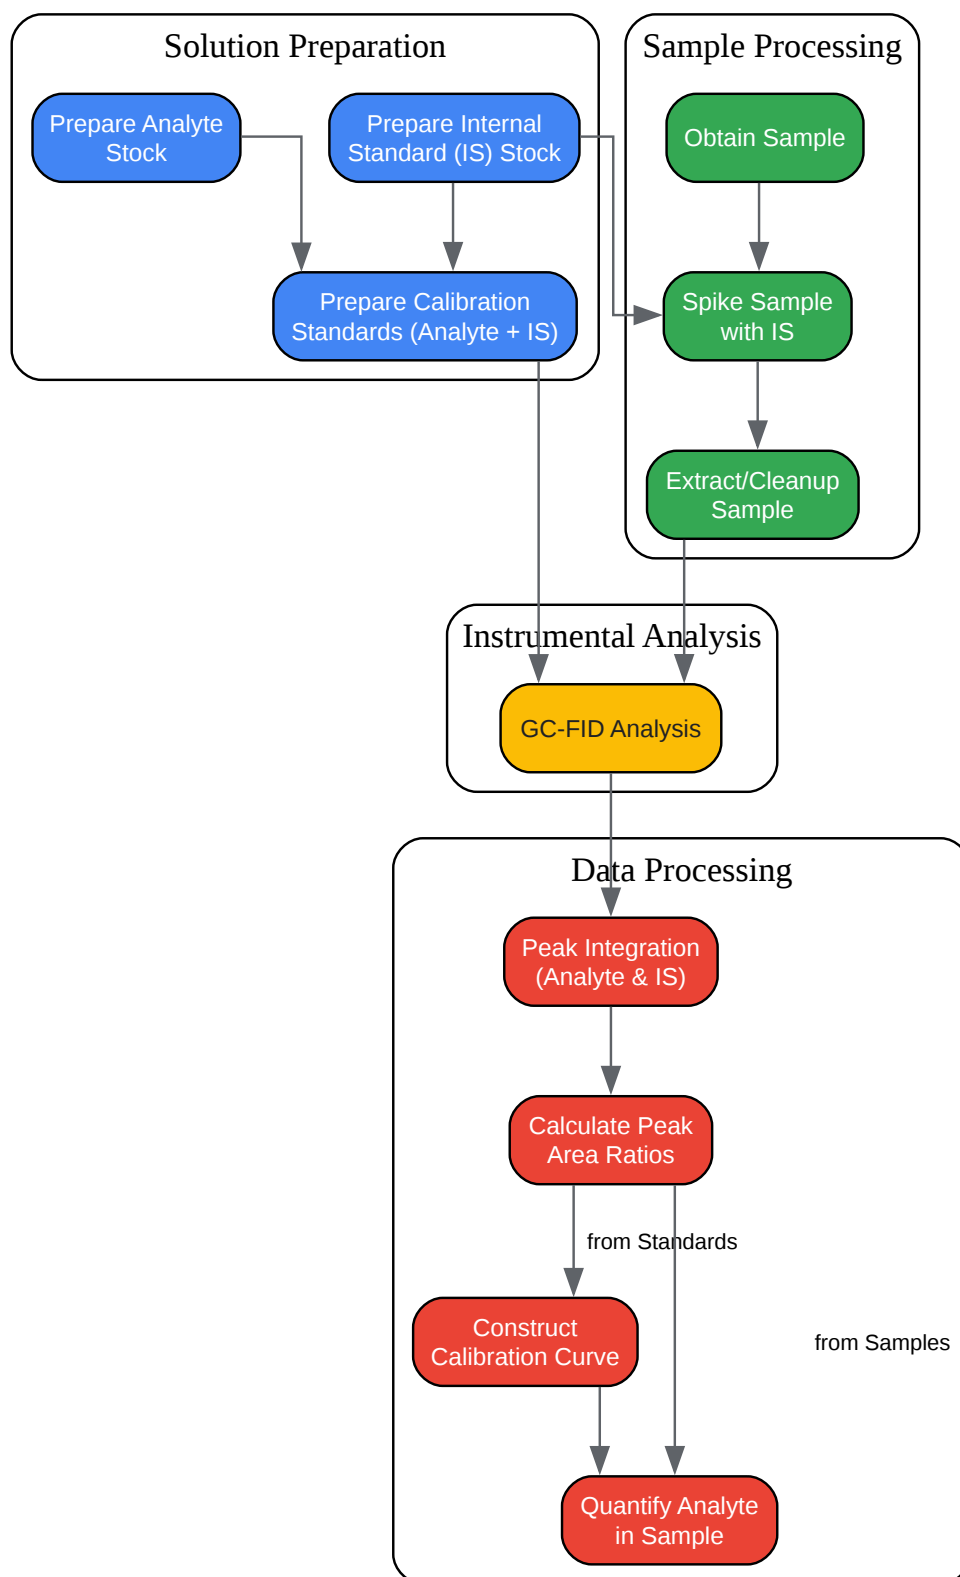 Solution Preparation
Prepare Analyte
Stock
Prepare Internal
Standard (IS) Stock
Prepare Calibration
Standards (Analyte + IS)
Sample Processing
Obtain Sample
Spike Sample
with IS
Extract/Cleanup
Sample
Instrumental Analysis
GC-FID Analysis
Data Processing
Peak Integration
(Analyte & IS)
Calculate Peak
Area Ratios
from Standards
Construct
Calibration Curve
from Samples
Quantify Analyte
in Sample